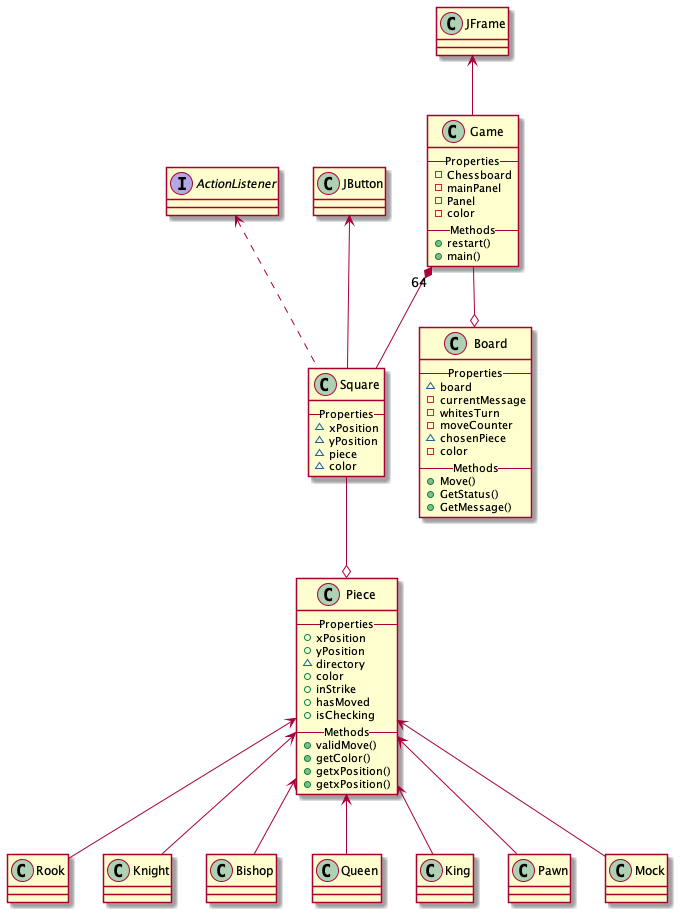 C JFrame
C Game
Properties
Chessboard
mainPanel
Panel
color
Methods
restart()
main()
I ActionListener
C JButton
64
C Square
Properties
xPosition
yPosition
piece
color
C Board
Properties
board
currentMessage
whitesTurn
moveCounter
chosenPiece
color
Methods
Move()
GetStatus()
GetMessage()
C Piece
Properties
xPosition
yPosition
directory
color
inStrike
hasMoved
isChecking
Methods
validMove()
getColor()
getxPosition()
getxPosition()
C Rook
C Knight
C Bishop
C Queen
C King
C Pawn
C Mock